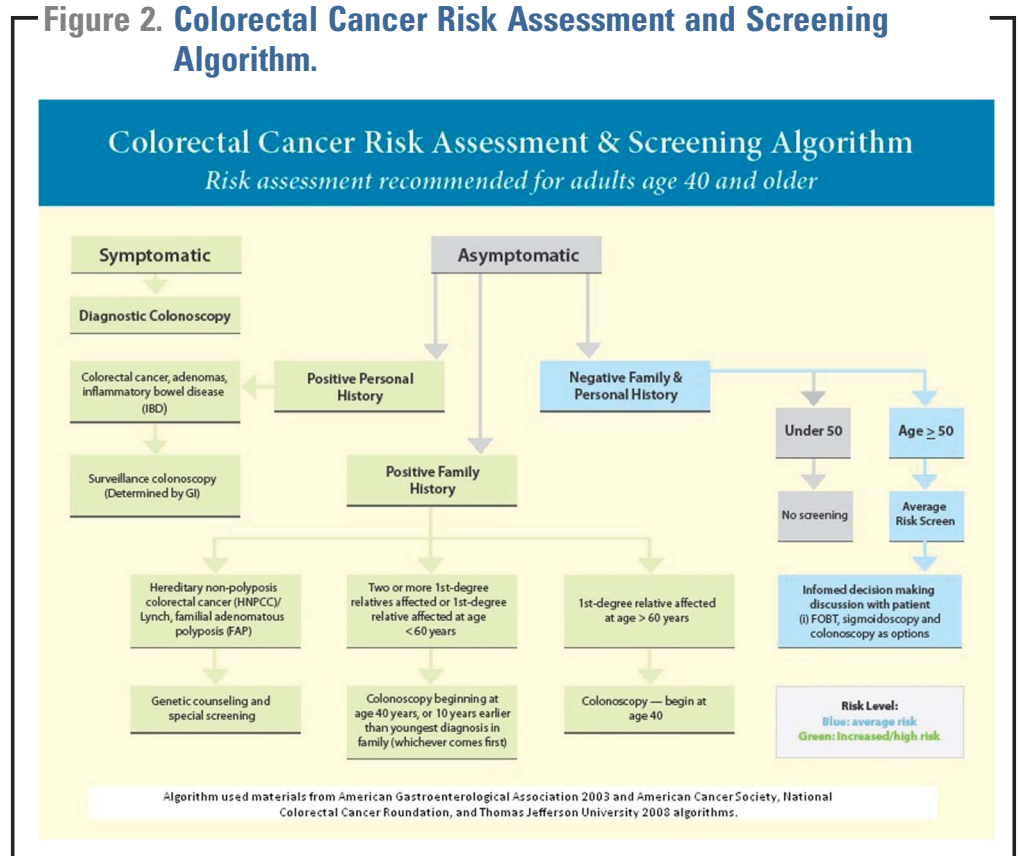 Figure 2. Colorectal Cancer Risk Assessment and Screening
Algorithm.
Colorectal Cancer Risk Assessment & Screening Algorithm
Risk assessment recommended for adults age 40 and older
Symptomatic
Asymptomatic
Diagnostic Colonoscopy
Colorectal cancer, adenomas,
inflammatory bowel disease
(IBD)
Positive Personal
History
Negative Family &
Personal History
Under 50
Age ≥ 50
Surveillance colonoscopy
(Determined by GI)
Positive Family
History
No screening
Average
Risk Screen
Hereditary non-polyposis
colorectal cancer (HNPCC)/
Lynch, familial adenomatous
polyposis (FAP)
Two or more 1st-degree
relatives affected or 1st-degree
relative affected at age
<60 years
1st-degree relative affected
at age > 60 years
Infomed decision making
discussion with patient
(i) FOBT, sigmoidoscopy and
colonoscopy as options
Genetic counseling and
special screening
Colonoscopy beginning at
age 40 years, or 10 years earlier
than youngest diagnosis in
family (whichever comes first)
Colonoscopy — begin at
age 40
Risk Level:
Blue: average risk
Green: Increased/high risk
Algorithm used materials from American Gastroenterological Association 2003 and American Cancer Society, National
Colorectal Cancer Roundation, and Thomas Jefferson University 2008 algorithms.